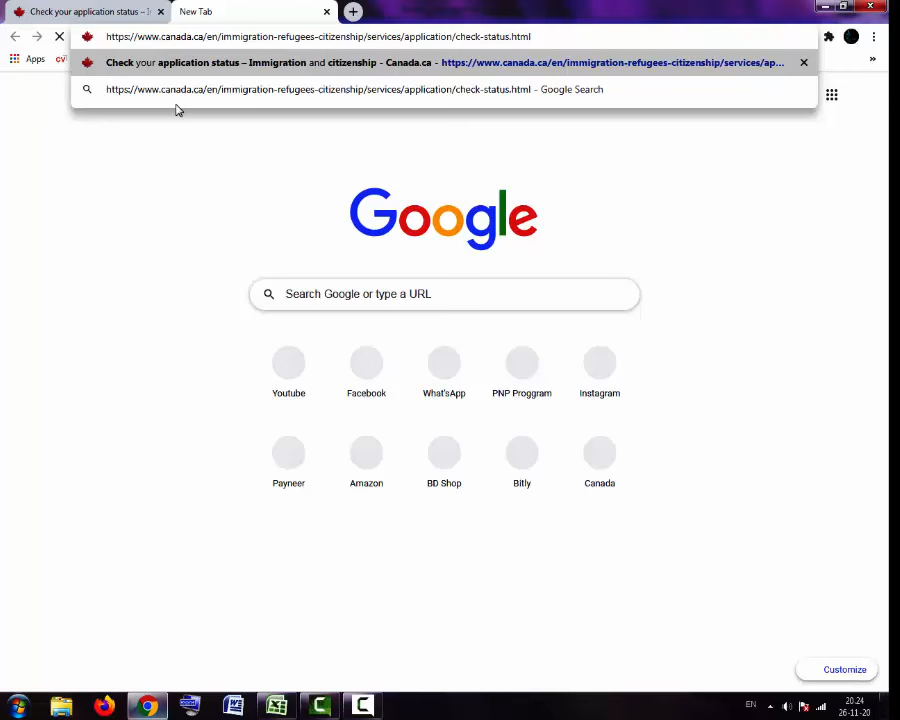 Check your application status – I
New Tab
https://www.canada.ca/en/immigration-refugees-citizenship/services/application/check-status.html
Apps
Check your application status – Immigration and citizenship - Canada.ca - https://www.canada.ca/en/immigration-refugees-citizenship/services/ap...
https://www.canada.ca/en/immigration-refugees-citizenship/services/application/check-status.html - Google Search
Google
Search Google or type a URL
Youtube
Facebook
What'sApp
PNP Proggram
Instagram
Payneer
Amazon
BD Shop
Bitly
Canada
Customize
EN
20.24
26-11-20